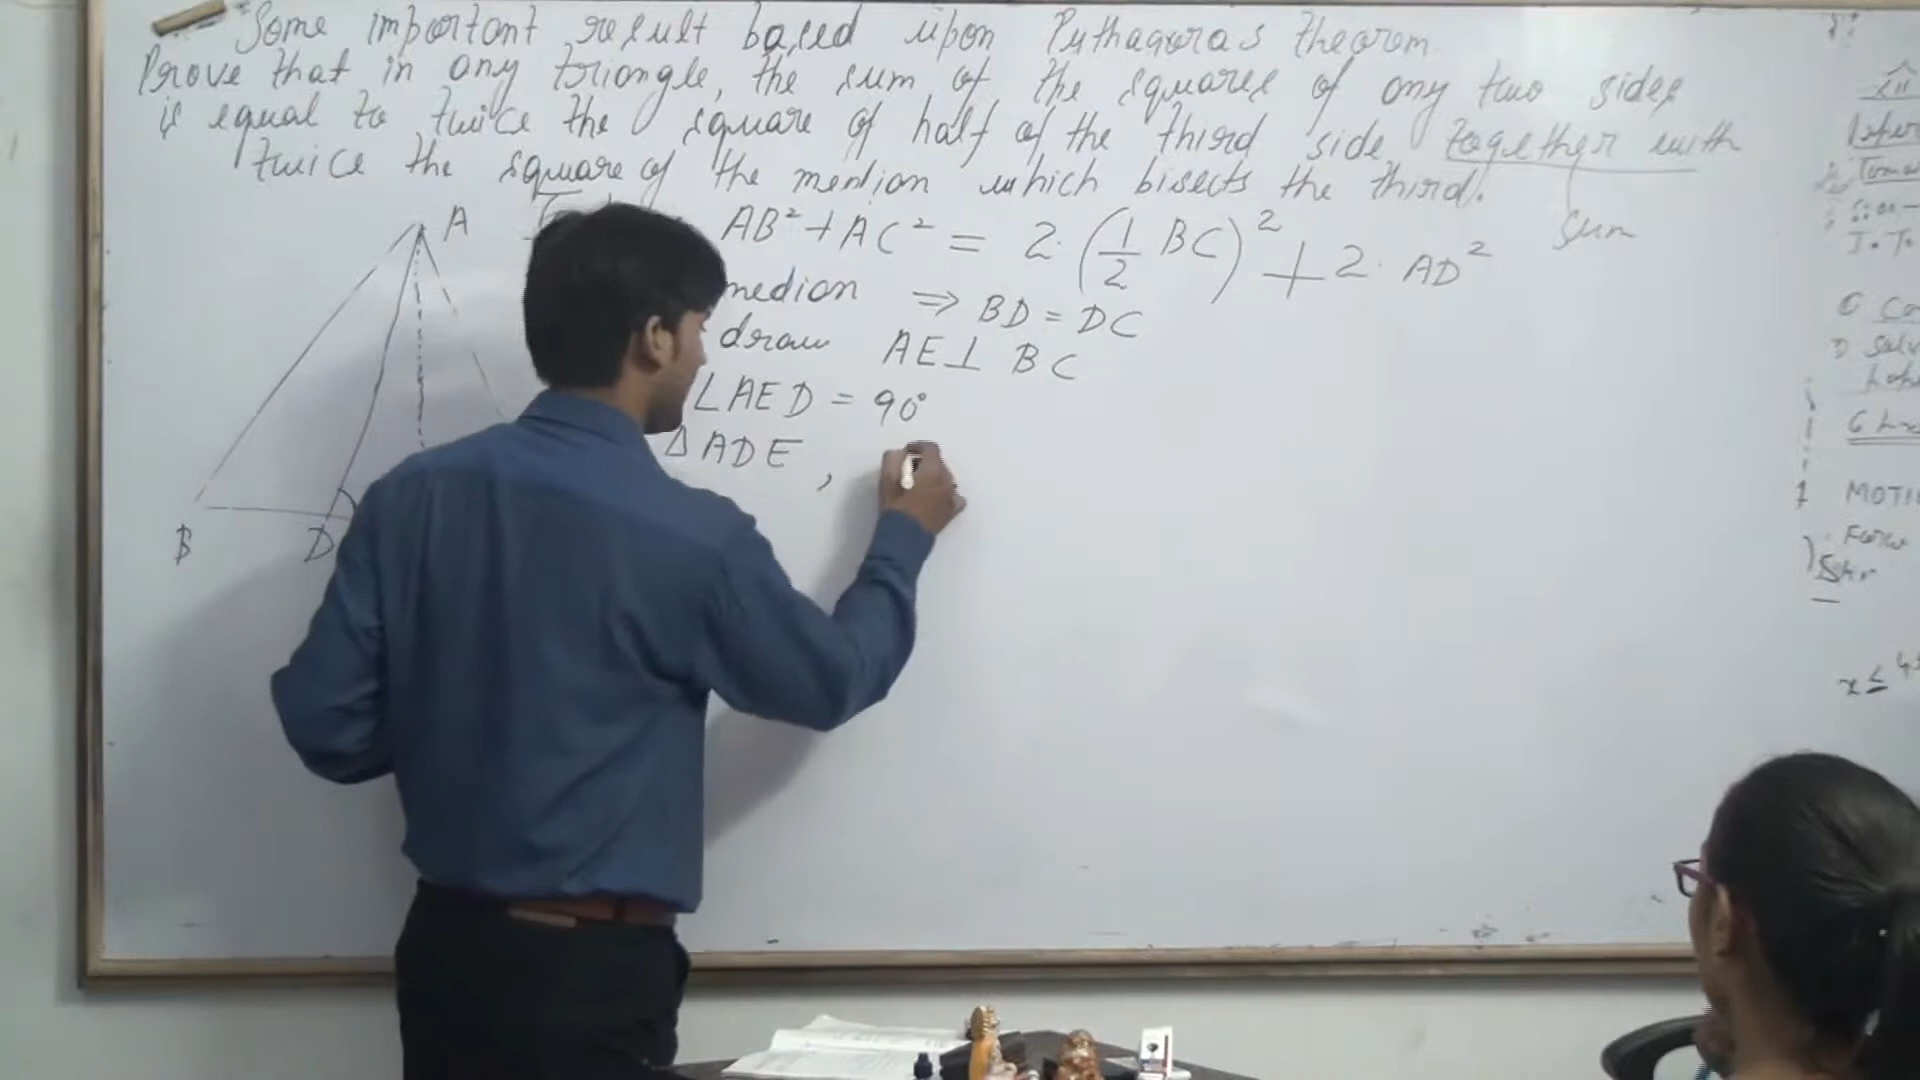 Some important result based upon Pythagoras theorem.
Prove that in any triangle, the sum of the squares of any two sides
is equal to twice the square of half of the third side together with
twice the square of the median which bisects the third.
Sum
A
AB² + AC² = 2·(1/2 BC)² + 2· AD²
median ⇒ BD = DC
draw AE⊥ BC
∠AED = 90°
Δ ADE ,
B
D
MOTI
x ≤